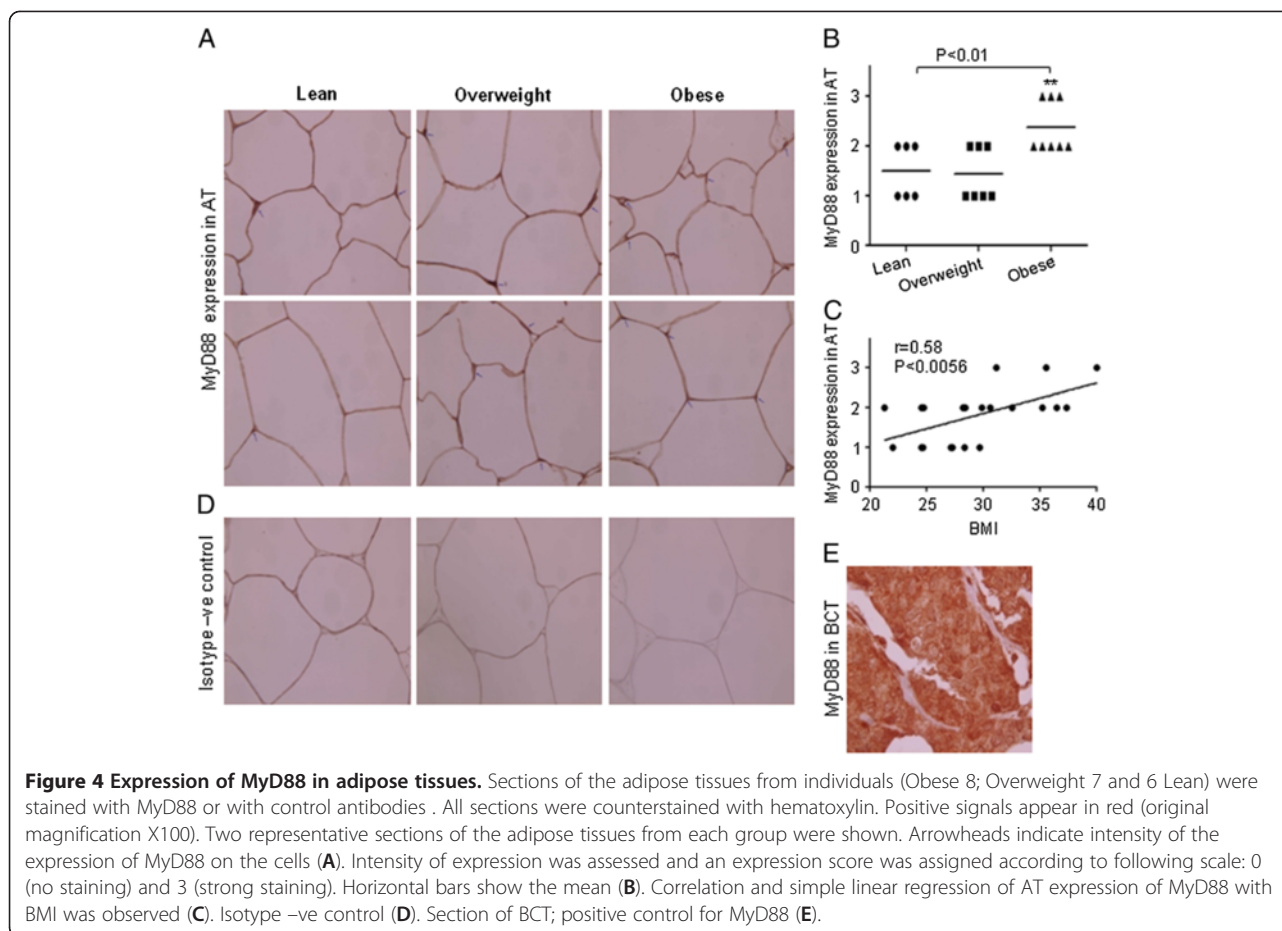 A
Lean Overweight Obese
MyD88 expression in AT
D
Isotype –ve control
B
P<0.01
**
MyD88 expression in AT
3
2
1
0
Lean
Overweight
Obese
C
r=0.58
P<0.0056
MyD88 expression in AT
3
2
1
0
20 25 30 35 40
BMI
E
MyD88 in BCT
Figure 4 Expression of MyD88 in adipose tissues. Sections of the adipose tissues from individuals (Obese 8; Overweight 7 and 6 Lean) were
stained with MyD88 or with control antibodies . All sections were counterstained with hematoxylin. Positive signals appear in red (original
magnification X100). Two representative sections of the adipose tissues from each group were shown. Arrowheads indicate intensity of the
expression of MyD88 on the cells (A). Intensity of expression was assessed and an expression score was assigned according to following scale: 0
(no staining) and 3 (strong staining). Horizontal bars show the mean (B). Correlation and simple linear regression of AT expression of MyD88 with
BMI was observed (C). Isotype –ve control (D). Section of BCT; positive control for MyD88 (E).